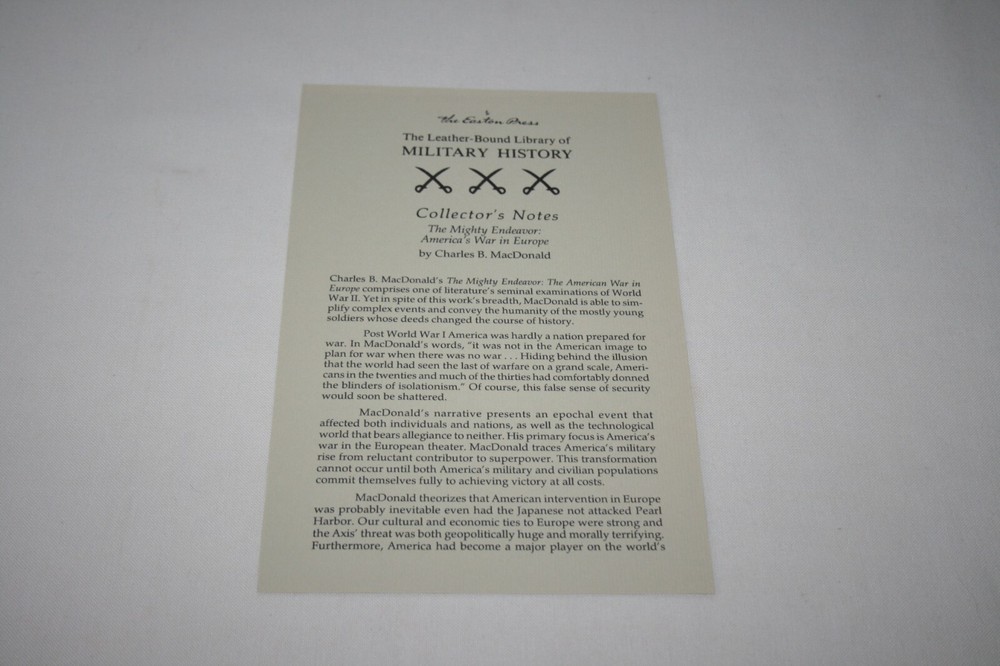 The Easton Press
The Leather-Bound Library of
MILITARY HISTORY
Collector's Notes
The Mighty Endeavor:
America's War in Europe
by Charles B. MacDonald
Charles B. MacDonald's The Mighty Endeavor: The American War in
Europe comprises one of literature's seminal examinations of World
War II. Yet in spite of this work's breadth, MacDonald is able to sim-
plify complex events and convey the humanity of the mostly young
soldiers whose deeds changed the course of history.
Post World War I America was hardly a nation prepared for
war. In MacDonald's words, "it was not in the American image to
plan for war when there was no war . . . Hiding behind the illusion
that the world had seen the last of warfare on a grand scale, Ameri-
cans in the twenties and much of the thirties had comfortably donned
the blinders of isolationism." Of course, this false sense of security
would soon be shattered.
MacDonald's narrative presents an epochal event that
affected both individuals and nations, as well as the technological
world that bears allegiance to neither. His primary focus is America's
war in the European theater. MacDonald traces America's military
rise from reluctant contributor to superpower. This transformation
cannot occur until both America's military and civilian populations
commit themselves fully to achieving victory at all costs.
MacDonald theorizes that American intervention in Europe
was probably inevitable even had the Japanese not attacked Pearl
Harbor. Our cultural and economic ties to Europe were strong and
the Axis' threat was both geopolitically huge and morally terrifying.
Furthermore, America had become a major player on the world's